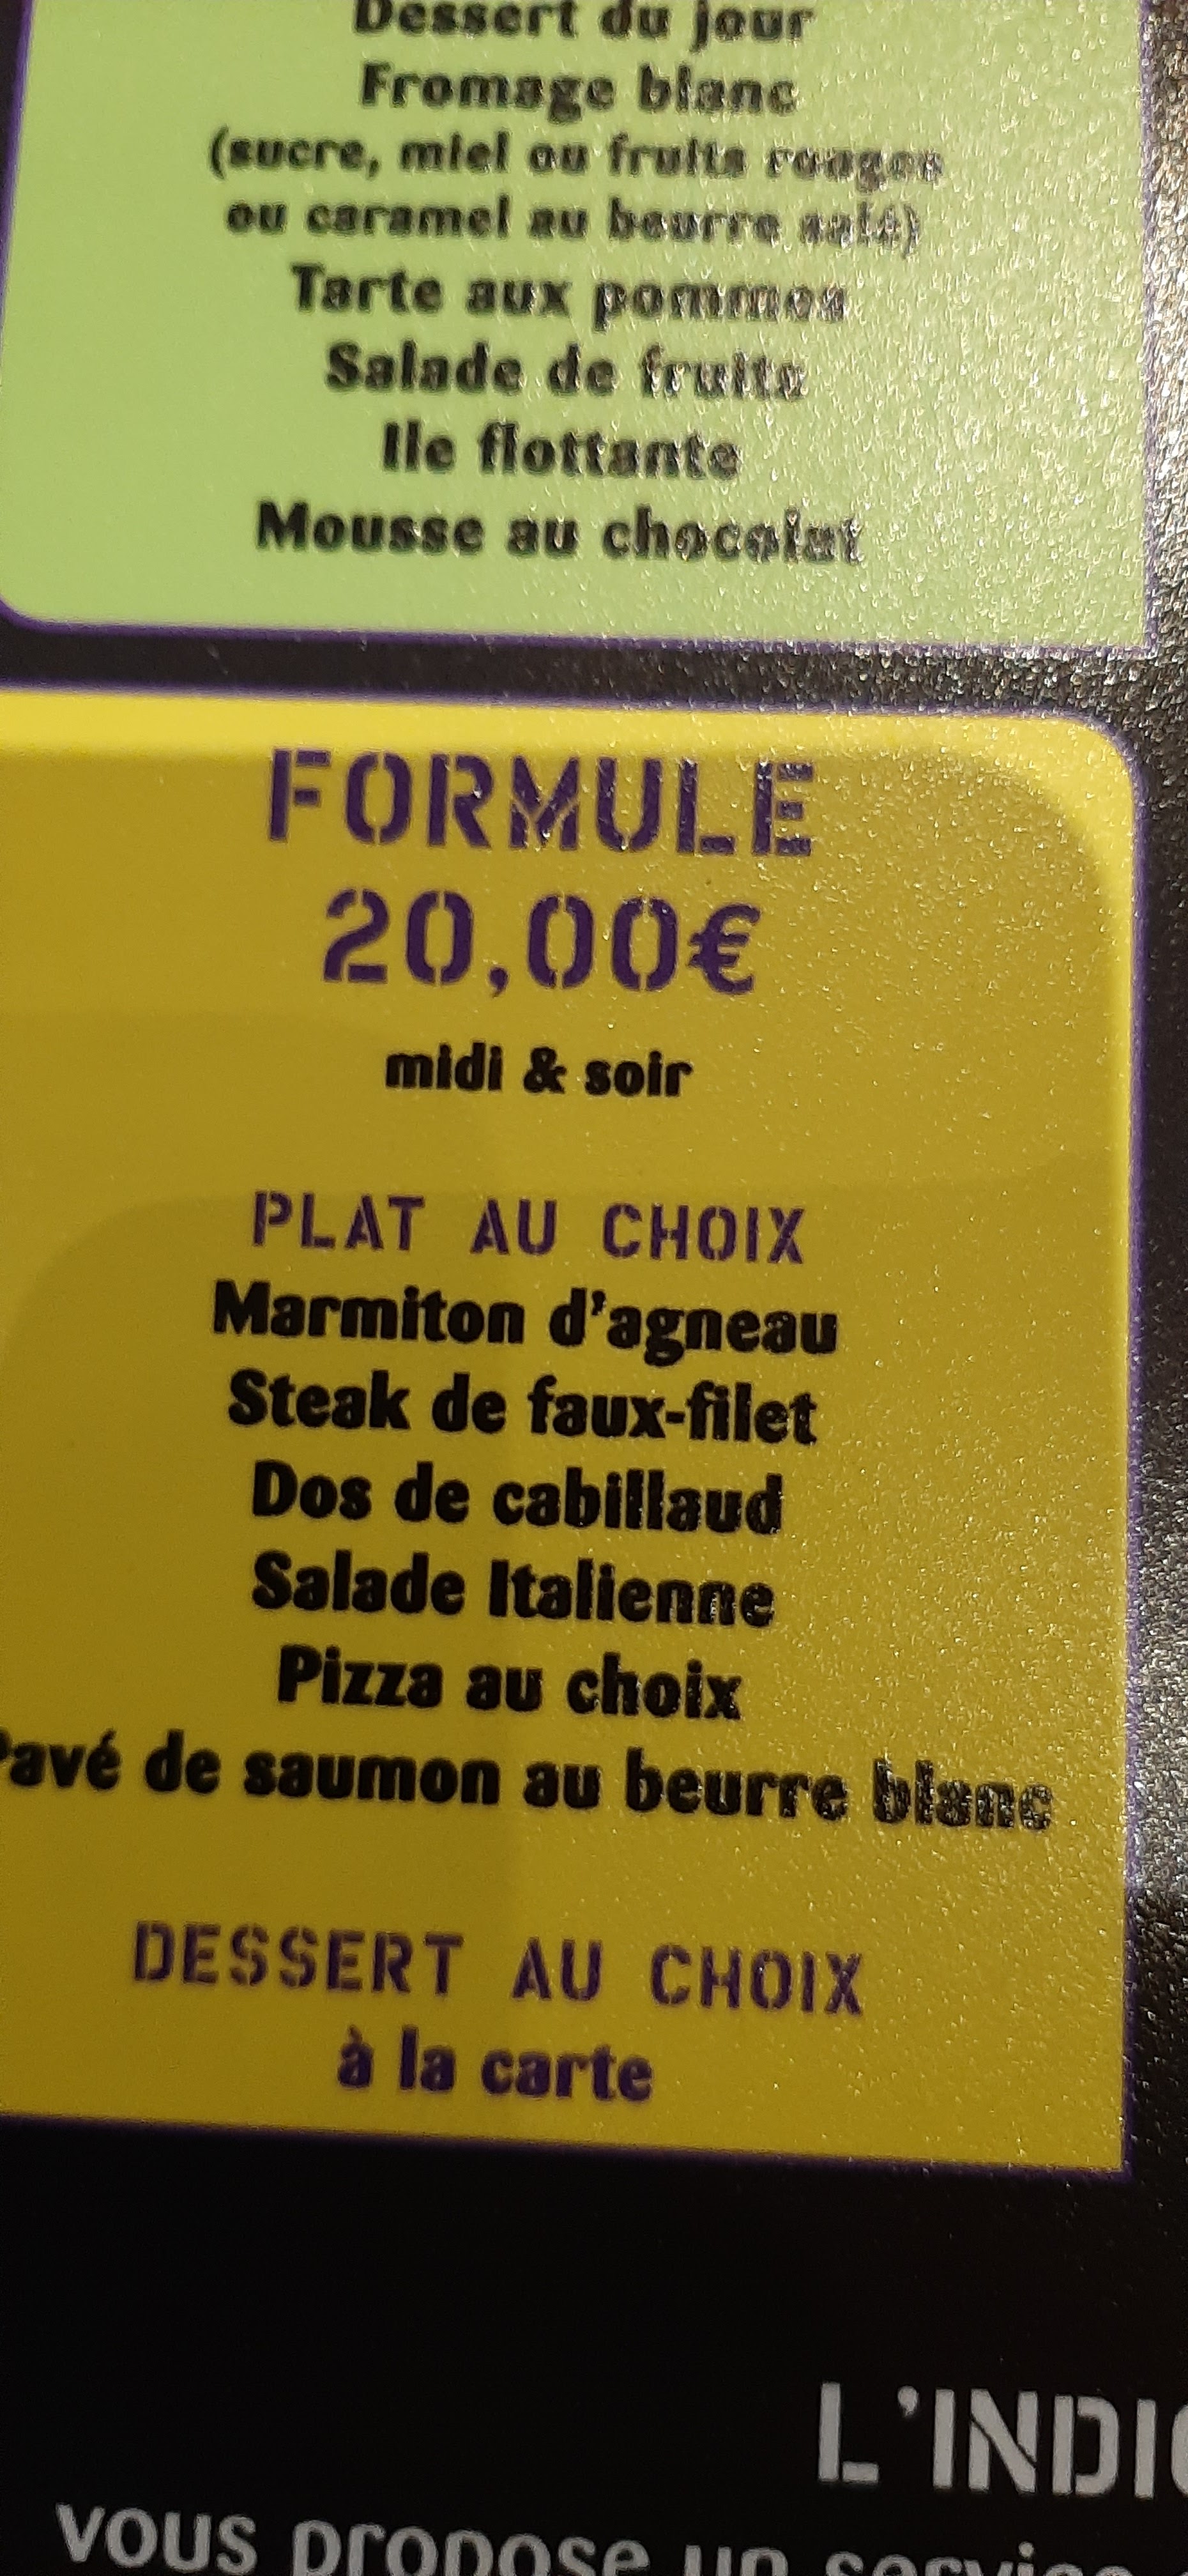 Dessert du jour
Fromage blanc
(sucre, miel ou fruits rouges
ou caramel au beurre salé)
Tarte aux pommes
Salade de fruits
Ile flottante
Mousse au chocolat
FORMULE
20,00€
midi & soir
PLAT AU CHOIX
Marmiton d'agneau
Steak de faux-filet
Dos de cabillaud
Salade Italienne
Pizza au choix
Pavé de saumon au beurre blanc
DESSERT AU CHOIX
à la carte
L'INDI
vous propose un service